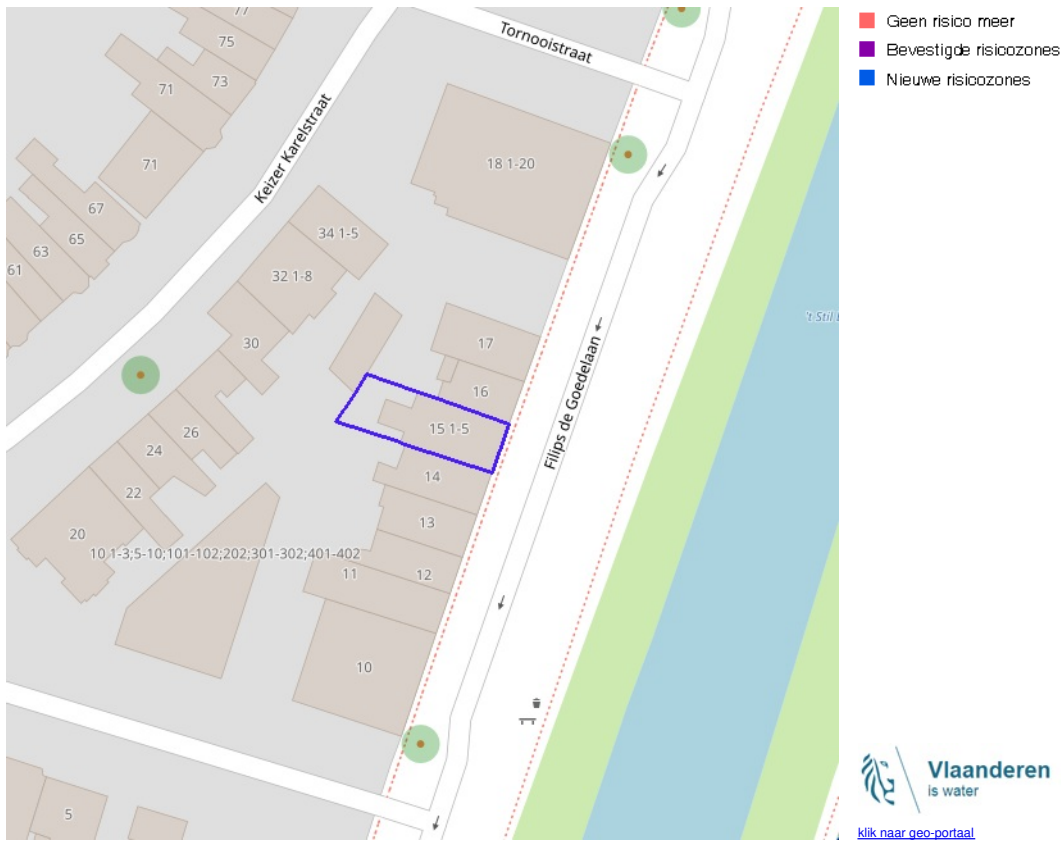 77
75
73
71
71
67
65
63
61
Tornooistraat
Keizer Karelstraat
18 1-20
34 1-5
32 1-8
30
17
16
15 1-5
14
13
12
11
10
26
24
22
20
10 1-3;5-10;101-102;202;301-302;401-402
Filips de Goedelaan
't Stil
5
Geen risico meer
Bevestigde risicozones
Nieuwe risicozones
Vlaanderen
is water
klik naar geo-portaal